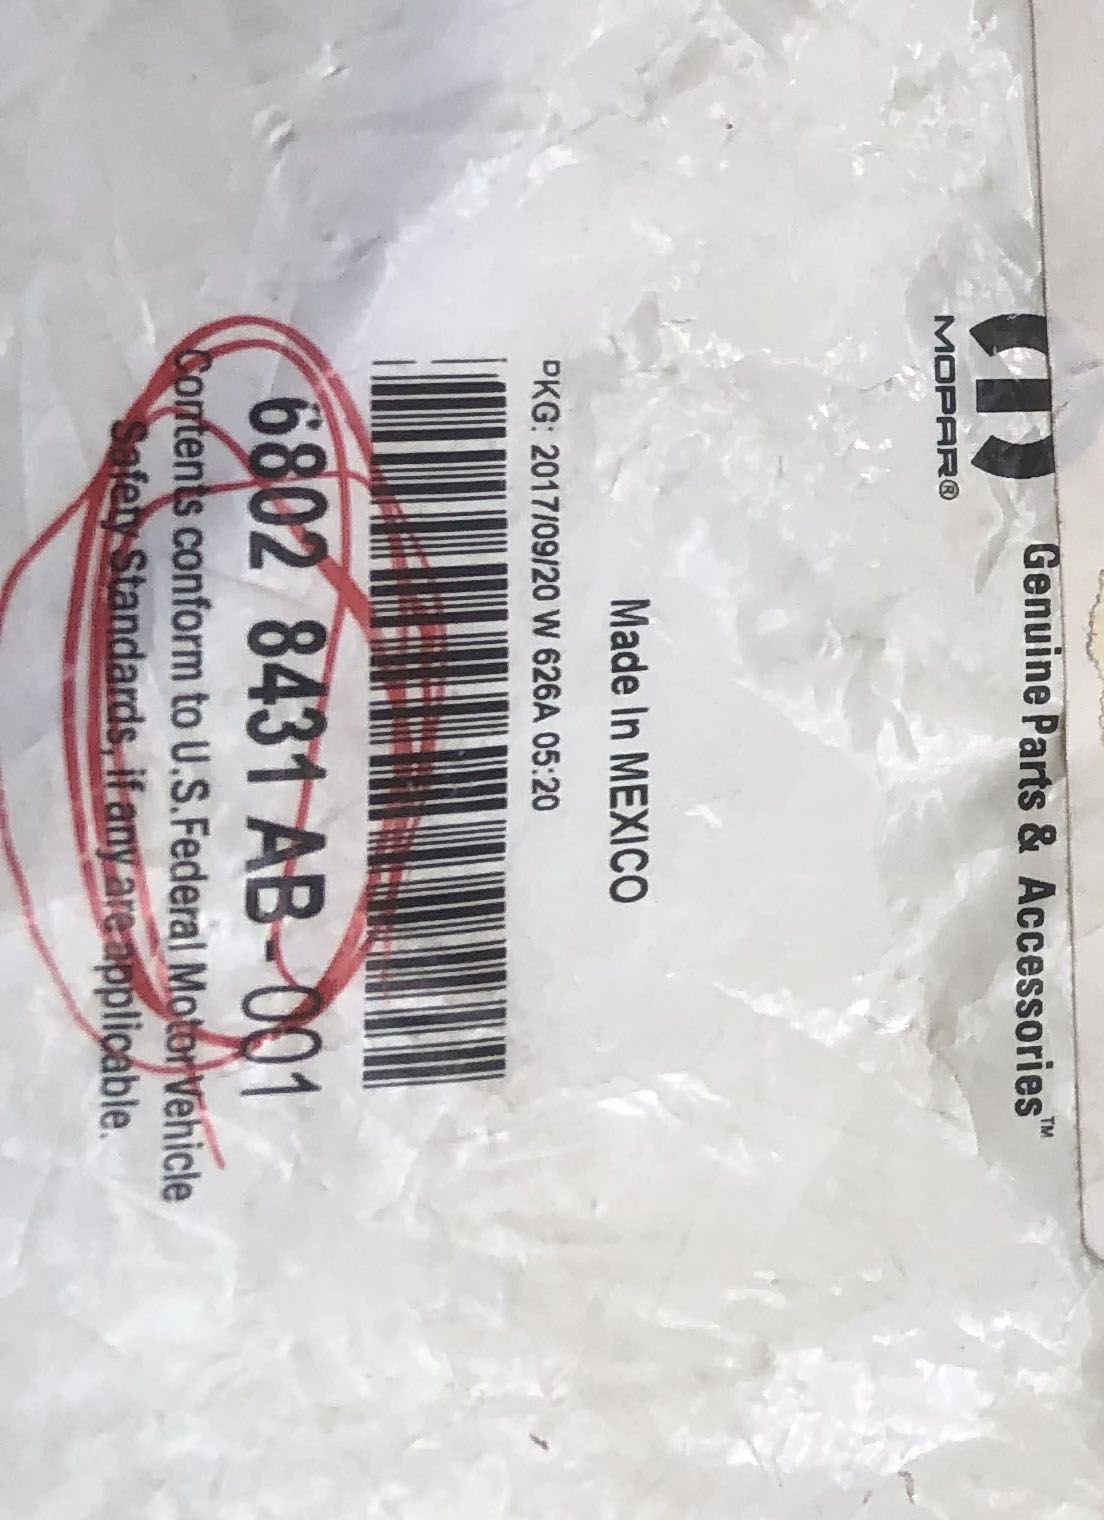 Genuine Parts & Accessories™
MOPAR®
Made In MEXICO
PKG: 2017/09/20 W 626A 05:20
6802 8431 AB-001
Contents conform to U.S.Federal Motor Vehicle
Safety Standards, if any are applicable.